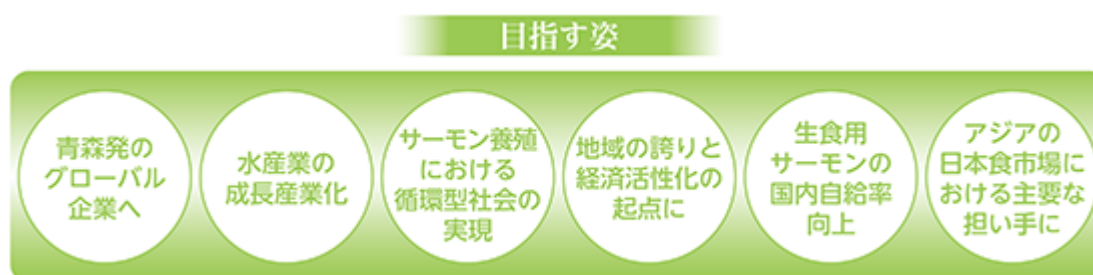 目指す姿
青森発の
グローバル
企業へ
水産業の
成長産業化
サーモン養殖
における
循環型社会の
実現
地域の誇りと
経済活性化の
起点に
生食用
サーモンの
国内自給率
向上
アジアの
日本食市場に
おける主要な
担い手に